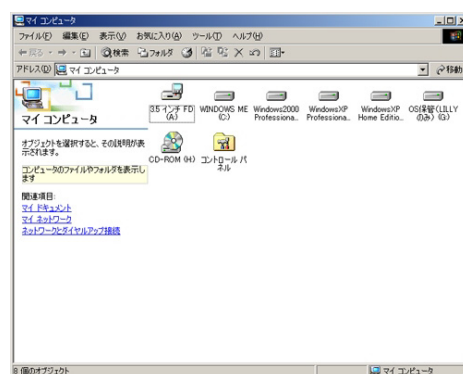 マイ コンピュータ
ファイル(F) 編集(E) 表示(V) お気に入り(A) ツール(T) ヘルプ(H)
戻る 検索 フォルダ
アドレス(D) マイ コンピュータ 移動
マイ コンピュータ
オブジェクトを選択すると、その説明が表
示されます。
コンピュータのファイルやフォルダを表示し
ます
関連項目:
マイ ドキュメント
マイ ネットワーク
ネットワークとダイヤルアップ接続
3.5 インチ FD
(A:)
WINDOWS ME
(C:)
Windows2000
Professiona...
WindowsXP
Professiona...
WindowsXP
Home Editio...
OS保管(LILLY
のみ) (G:)
CD-ROM (H:)
コントロール パ
ネル
8 個のオブジェクト
マイ コンピュータ